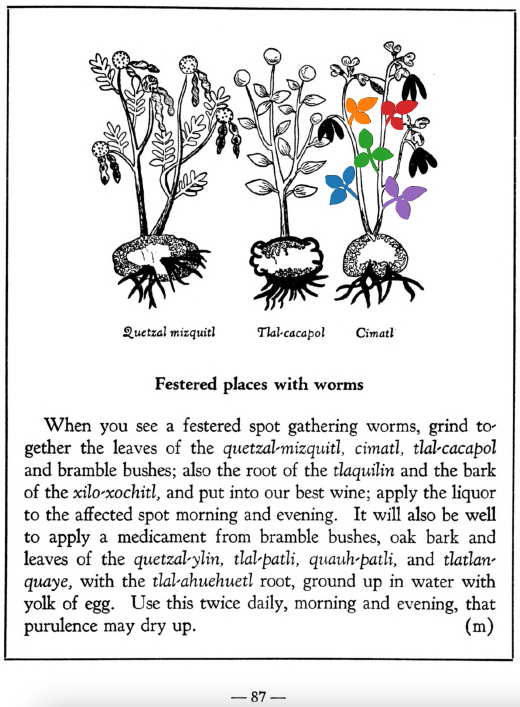 Quetzal mizquitl Tlal-cacapol Cimatl
Festered places with worms
When you see a festered spot gathering worms, grind to-
gether the leaves of the quetzal-mizquitl, cimatl, tlal-cacapol
and bramble bushes; also the root of the tlaquilin and the bark
of the xilo-xochitl, and put into our best wine; apply the liquor
to the affected spot morning and evening. It will also be well
to apply a medicament from bramble bushes, oak bark and
leaves of the quetzal-ylin, tlal-patli, quauh-patli, and tlatlan-
quaye, with the tlal-ahuehuetl root, ground up in water with
yolk of egg. Use this twice daily, morning and evening, that
purulence may dry up. (m)
— 87 —